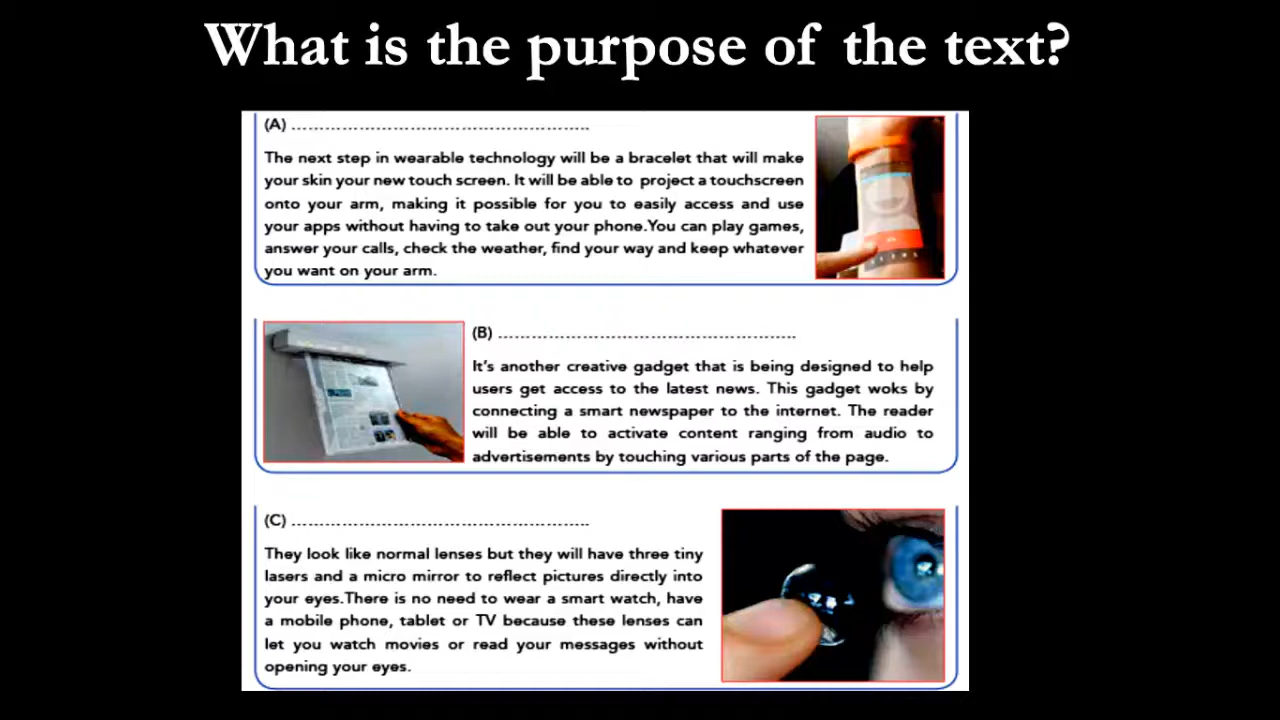 What is the purpose of the text?
(A) ……………………………………………..
The next step in wearable technology will be a bracelet that will make
your skin your new touch screen. It will be able to project a touchscreen
onto your arm, making it possible for you to easily access and use
your apps without having to take out your phone.You can play games,
answer your calls, check the weather, find your way and keep whatever
you want on your arm.
(B) ……………………………………………..
It's another creative gadget that is being designed to help
users get access to the latest news. This gadget woks by
connecting a smart newspaper to the internet. The reader
will be able to activate content ranging from audio to
advertisements by touching various parts of the page.
(C) ……………………………………………..
They look like normal lenses but they will have three tiny
lasers and a micro mirror to reflect pictures directly into
your eyes.There is no need to wear a smart watch, have
a mobile phone, tablet or TV because these lenses can
let you watch movies or read your messages without
opening your eyes.